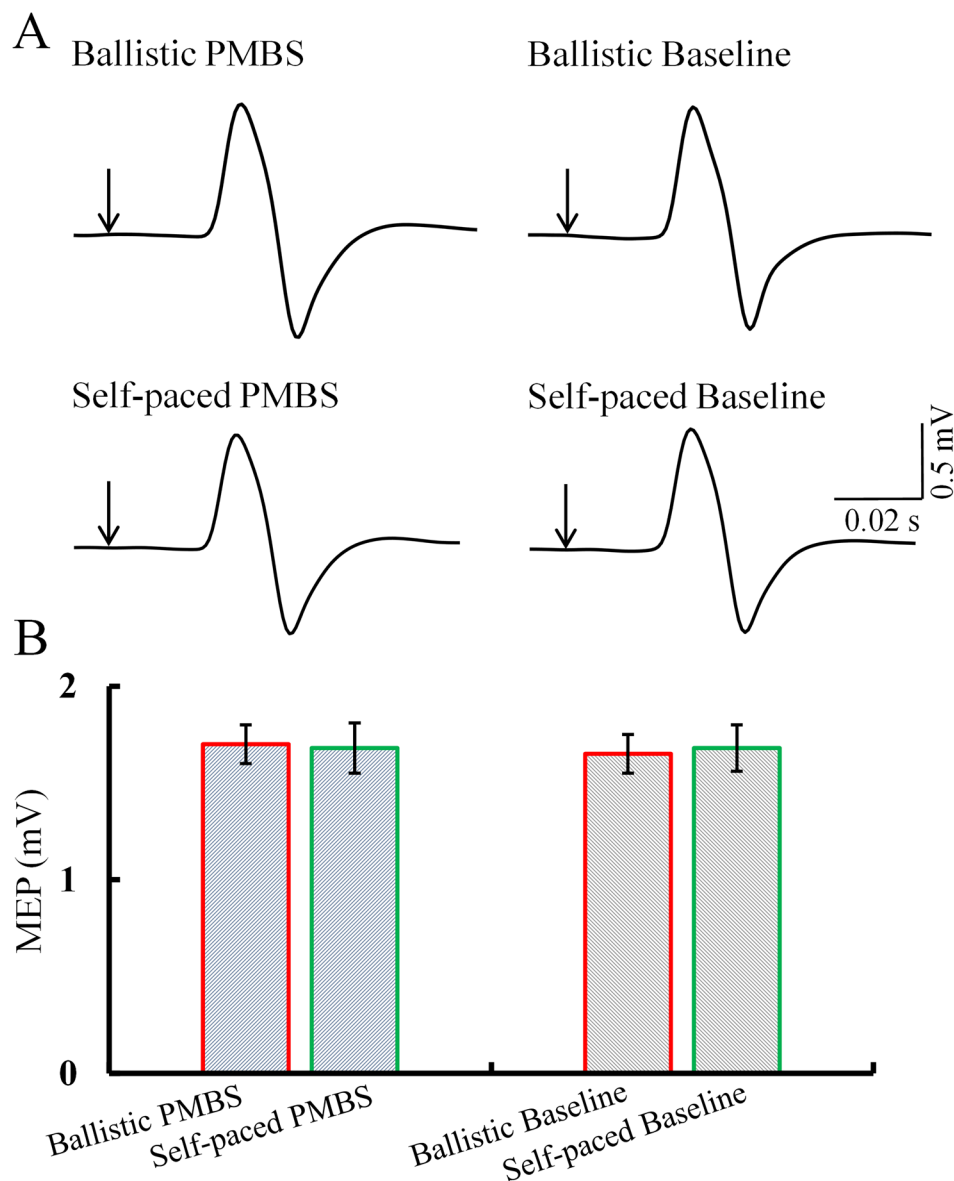 A
Ballistic PMBS
Ballistic Baseline
Self-paced PMBS
Self-paced Baseline
0.5 mV
0.02 s
B
MEP (mV)
2
1
0
Ballistic PMBS
Self-paced PMBS
Ballistic Baseline
Self-paced Baseline